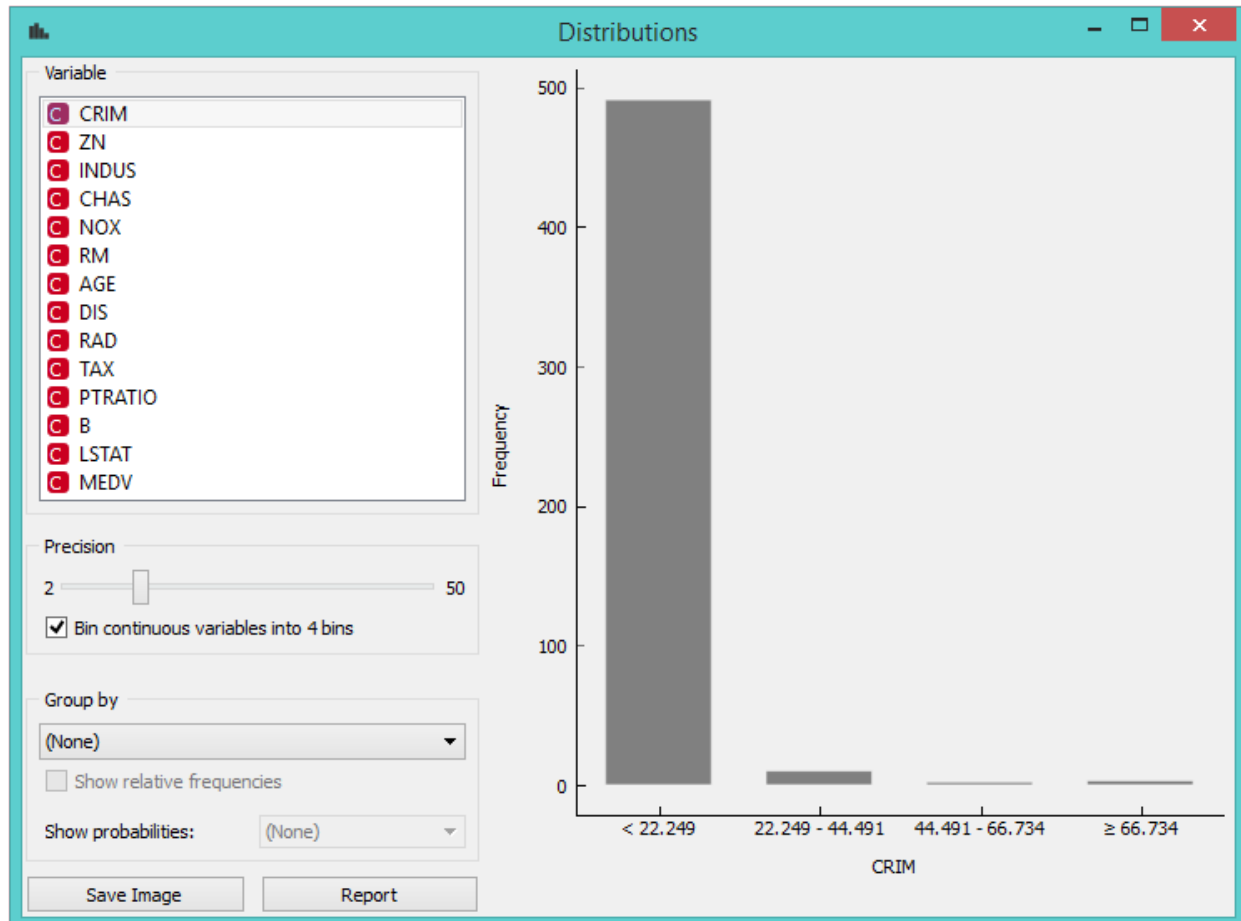 Distributions
Variable
C CRIM
C ZN
C INDUS
C CHAS
C NOX
C RM
C AGE
C DIS
C RAD
C TAX
C PTRATIO
C B
C LSTAT
C MEDV
Precision
2 50
Bin continuous variables into 4 bins
Group by
(None)
Show relative frequencies
Show probabilities: (None)
Save Image Report
Frequency
500
400
300
200
100
0
< 22.249 22.249 - 44.491 44.491 - 66.734 ≥ 66.734
CRIM